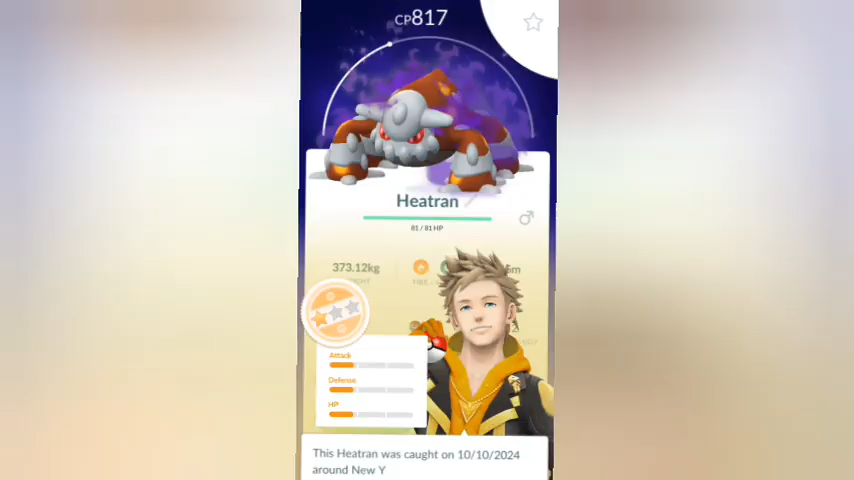 CP817
Heatran
81 / 81 HP
373.12kg
FIRE
Attack
Defense
HP
This Heatran was caught on 10/10/2024
around New Y